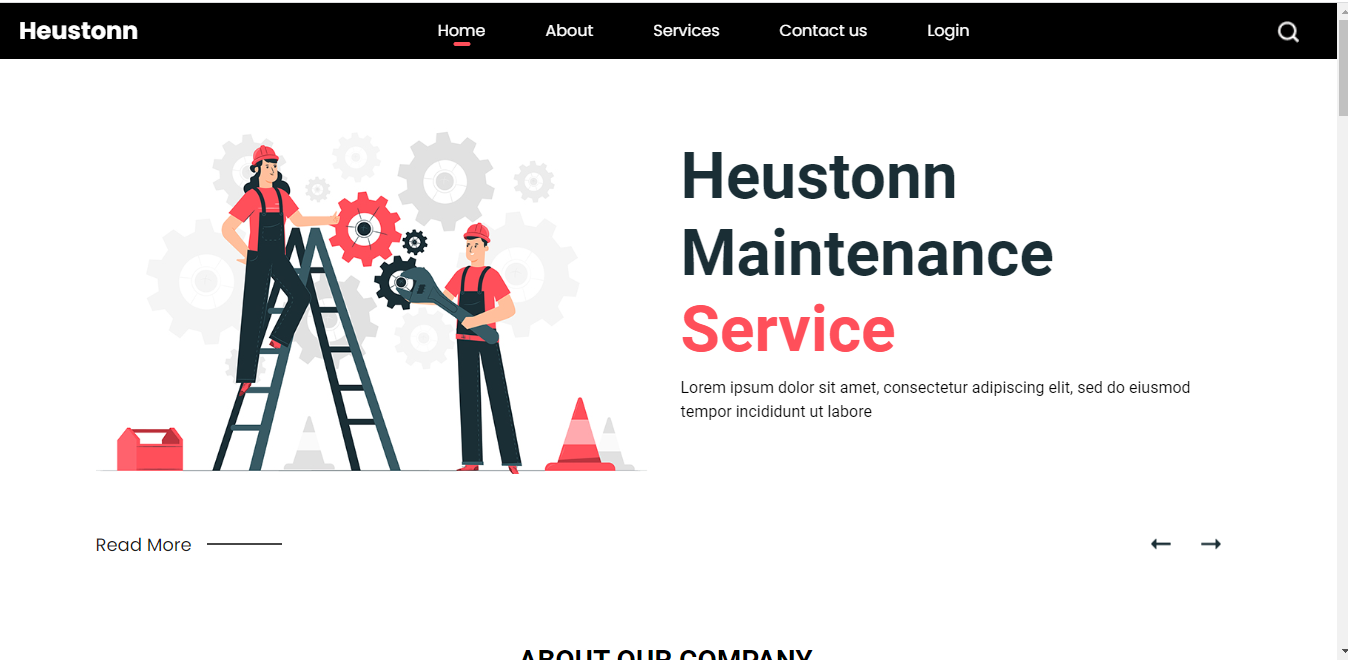 Heustonn
Home
About
Services
Contact us
Login
Heustonn
Maintenance
Service
Lorem ipsum dolor sit amet, consectetur adipiscing elit, sed do eiusmod
tempor incididunt ut labore
Read More
ABOUT OUR COMPANY